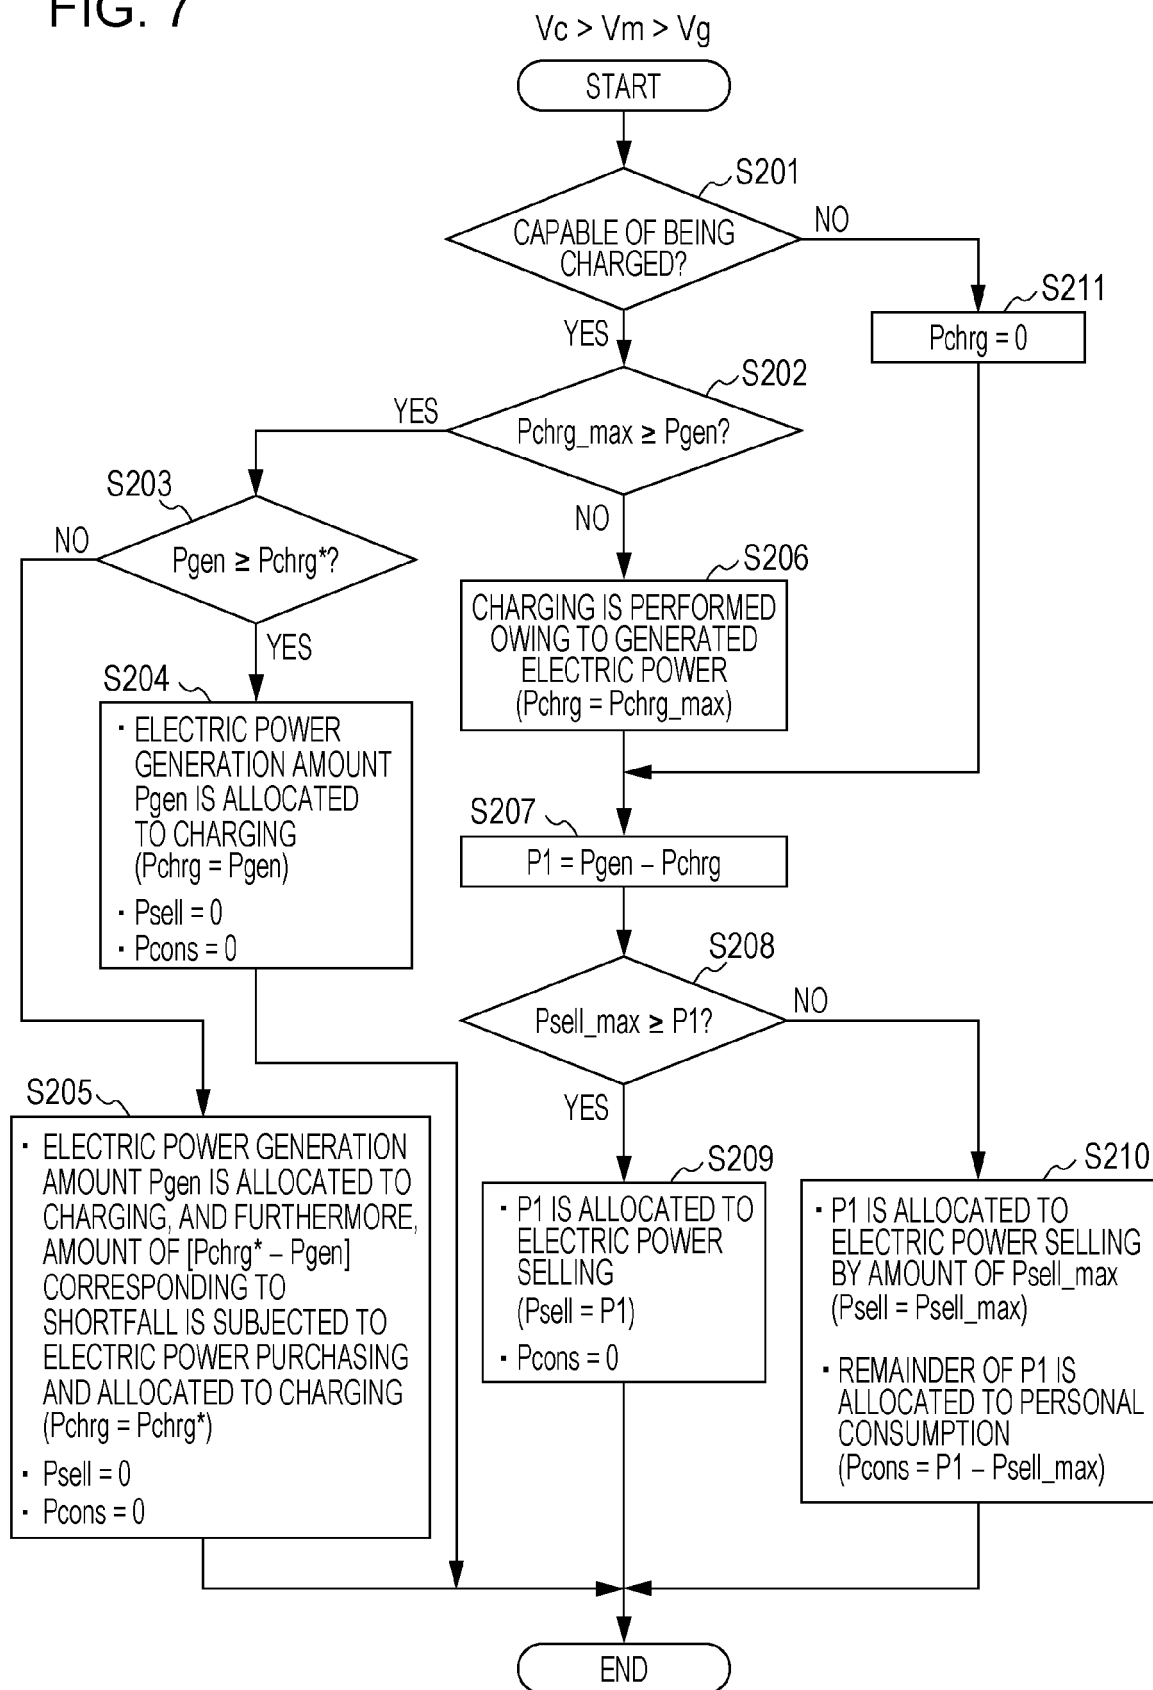 FIG. 7
Vc > Vm > Vg
START
S201
CAPABLE OF BEING
CHARGED?
NO
YES
S211
Pchrg = 0
S202
Pchrg_max ≥ Pgen?
YES
NO
S203
Pgen ≥ Pchrg*?
NO
YES
S206
CHARGING IS PERFORMED
OWING TO GENERATED
ELECTRIC POWER
(Pchrg = Pchrg_max)
S204
· ELECTRIC POWER
GENERATION AMOUNT
Pgen IS ALLOCATED
TO CHARGING
(Pchrg = Pgen)
· Psell = 0
· Pcons = 0
S207
P1 = Pgen – Pchrg
S208
Psell_max ≥ P1?
NO
YES
S205
· ELECTRIC POWER GENERATION
AMOUNT Pgen IS ALLOCATED TO
CHARGING, AND FURTHERMORE,
AMOUNT OF [Pchrg* – Pgen]
CORRESPONDING TO
SHORTFALL IS SUBJECTED TO
ELECTRIC POWER PURCHASING
AND ALLOCATED TO CHARGING
(Pchrg = Pchrg*)
· Psell = 0
· Pcons = 0
S209
· P1 IS ALLOCATED TO
ELECTRIC POWER
SELLING
(Psell = P1)
· Pcons = 0
S210
· P1 IS ALLOCATED TO
ELECTRIC POWER SELLING
BY AMOUNT OF Psell_max
(Psell = Psell_max)
· REMAINDER OF P1 IS
ALLOCATED TO PERSONAL
CONSUMPTION
(Pcons = P1 – Psell_max)
END